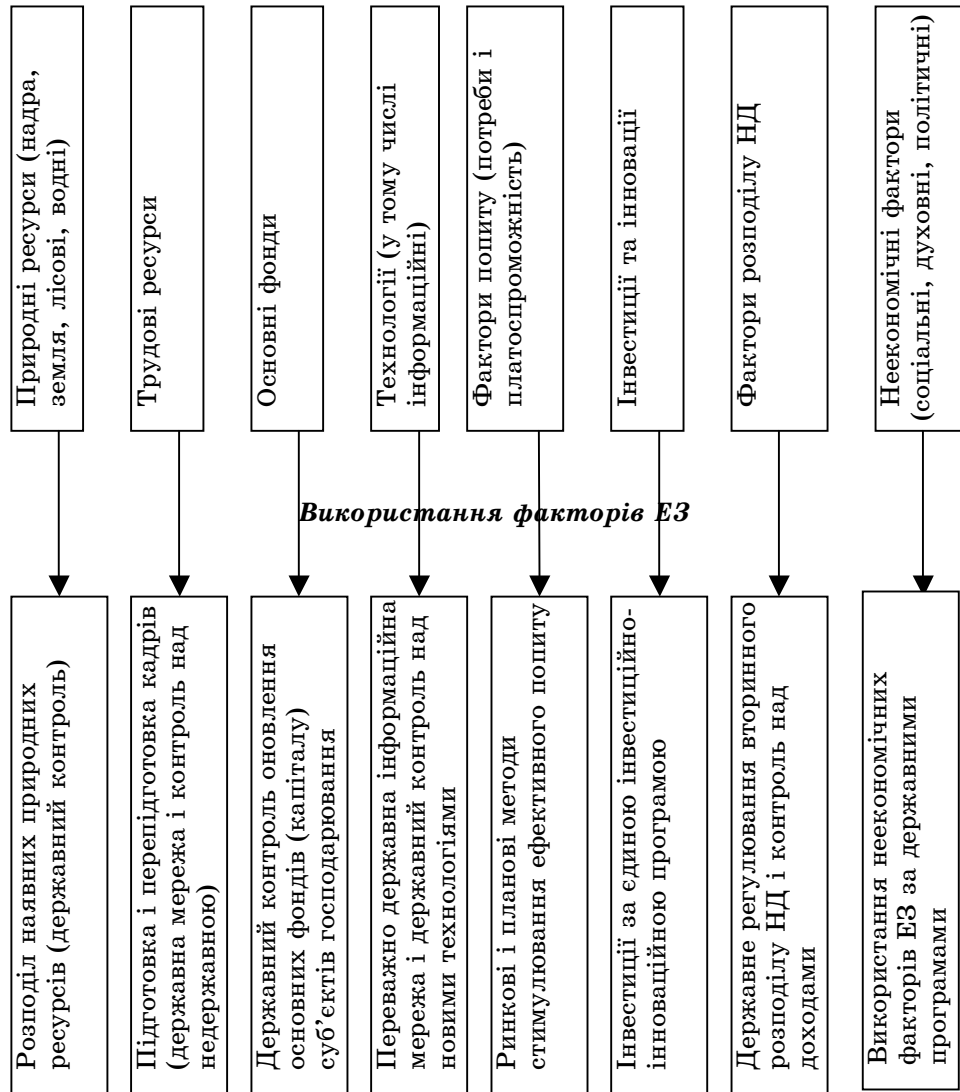 Природні ресурси (надра,
земля, лісові, водні)
Трудові ресурси
Основні фонди
Технології (у тому числі
інформаційні)
Фактори попиту (потреби і
платоспроможність)
Інвестиції та інновації
Фактори розподілу НД
Неекономічні фактори
(соціальні, духовні, політичні)
Використання факторів ЕЗ
Розподіл наявних природних
ресурсів (державний контроль)
Підготовка і перепідготовка кадрів
(державна мережа і контроль над
недержавною)
Державний контроль оновлення
основних фондів (капіталу)
суб’єктів господарювання
Переважно державна інформаційна
мережа і державний контроль над
новими технологіями
Ринкові і планові методи
стимулювання ефективного попиту
Інвестиції за єдиною інвестиційно-
інноваційною програмою
Державне регулювання вторинного
розподілу НД і контроль над
доходами
Використання неекономічних
факторів ЕЗ за державними
програмами